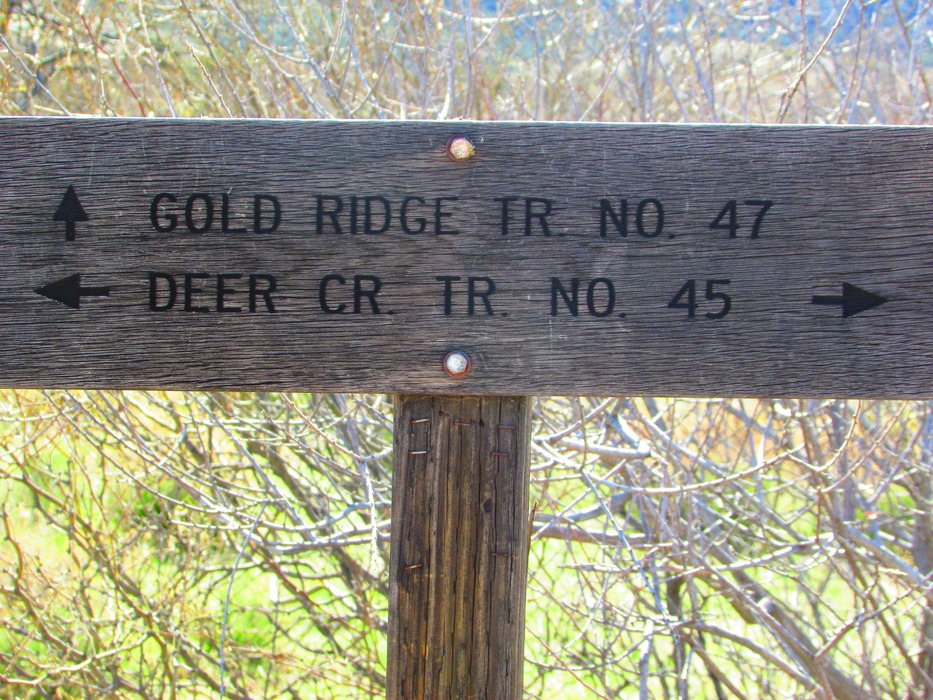 GOLD RIDGE TR. NO. 47
DEER CR. TR. NO. 45